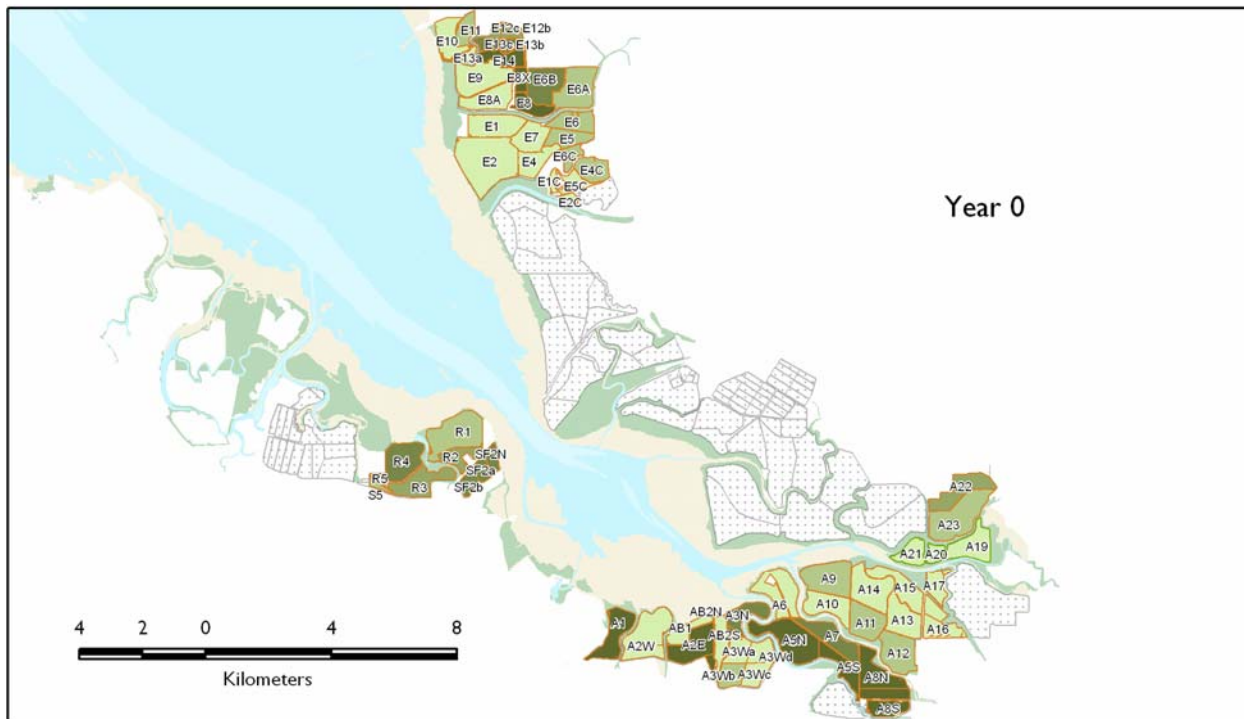 E11 E12c E12b
E10 E13c E13b
E13a E14
E8X E6B
E9 E6A
E8A E8
E1 E6
E7 E5
E2 E4 E6C
E4C
E1C E5C
E2C
Year 0
R1
R4 R2 SF2N
R5 R3 SF2a
S5 SF2b
A22
A23
A21 A20 A19
A9 A14 A15 A17
A6 A10 A13
A11 A16
A12
A1 AB2N A3N
AB1 AB2S A7
A2W A2E A3Wa A3Wd
A3Wb A3Wc A5S A8N
A8S
4 2 0 4 8
Kilometers